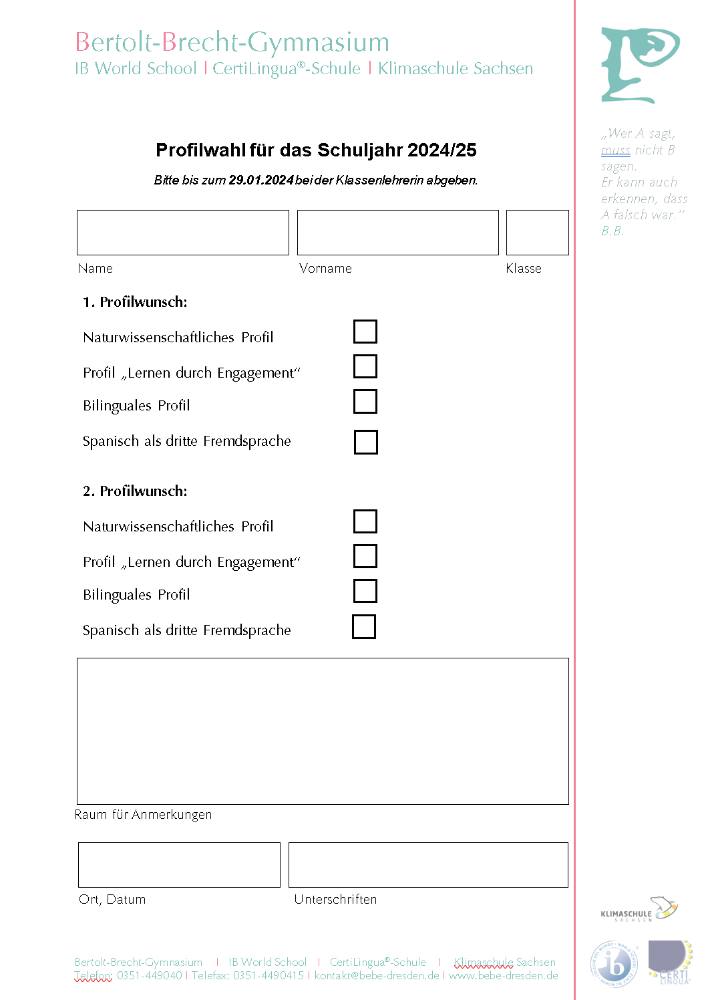 Bertolt-Brecht-Gymnasium
IB World School | CertiLingua®-Schule | Klimaschule Sachsen
„Wer A sagt,
muss nicht B
sagen.
Er kann auch
erkennen, dass
A falsch war."
B.B.
Profilwahl für das Schuljahr 2024/25
Bitte bis zum 29.01.2024 bei der Klassenlehrerin abgeben.
Name Vorname Klasse
1. Profilwunsch:
Naturwissenschaftliches Profil
Profil „Lernen durch Engagement“
Bilinguales Profil
Spanisch als dritte Fremdsprache
2. Profilwunsch:
Naturwissenschaftliches Profil
Profil „Lernen durch Engagement“
Bilinguales Profil
Spanisch als dritte Fremdsprache
Raum für Anmerkungen
Ort, Datum Unterschriften
KLIMASCHULE
SACHSEN
ib
CERTI
LINGUA®
Bertolt-Brecht-Gymnasium | IB World School | CertiLingua®-Schule | Klimaschule Sachsen
Telefon: 0351-449040 | Telefax: 0351-4490415 | kontakt@bebe-dresden.de | www.bebe-dresden.de